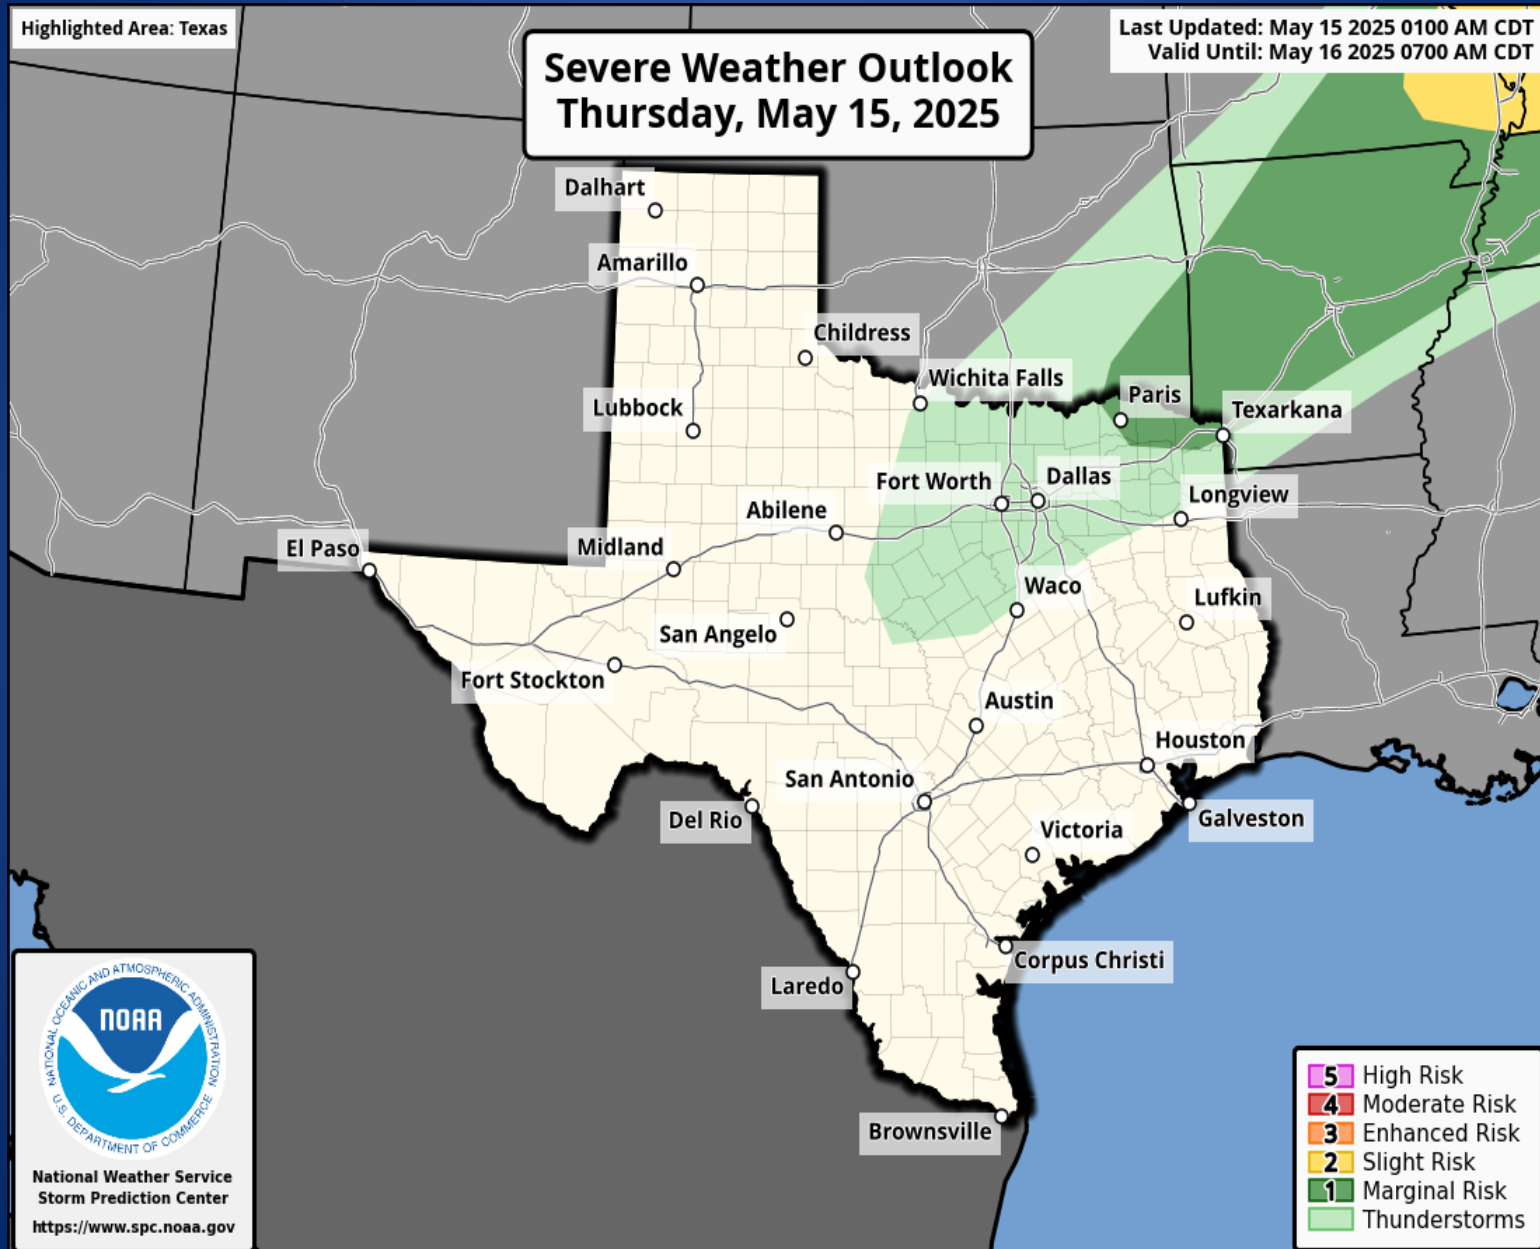 Highlighted Area: Texas
Severe Weather Outlook
Thursday, May 15, 2025
Last Updated: May 15 2025 0100 AM CDT
Valid Until: May 16 2025 0700 AM CDT
Dalhart
Amarillo
Childress
Wichita Falls
Paris
Texarkana
Lubbock
Fort Worth
Dallas
Longview
Abilene
El Paso
Midland
Waco
Lufkin
San Angelo
Fort Stockton
Austin
Houston
San Antonio
Del Rio
Galveston
Victoria
Corpus Christi
Laredo
Brownsville
NATIONAL OCEANIC AND ATMOSPHERIC ADMINISTRATION
NOAA
U.S. DEPARTMENT OF COMMERCE
National Weather Service
Storm Prediction Center
https://www.spc.noaa.gov
5 High Risk
4 Moderate Risk
3 Enhanced Risk
2 Slight Risk
1 Marginal Risk
Thunderstorms